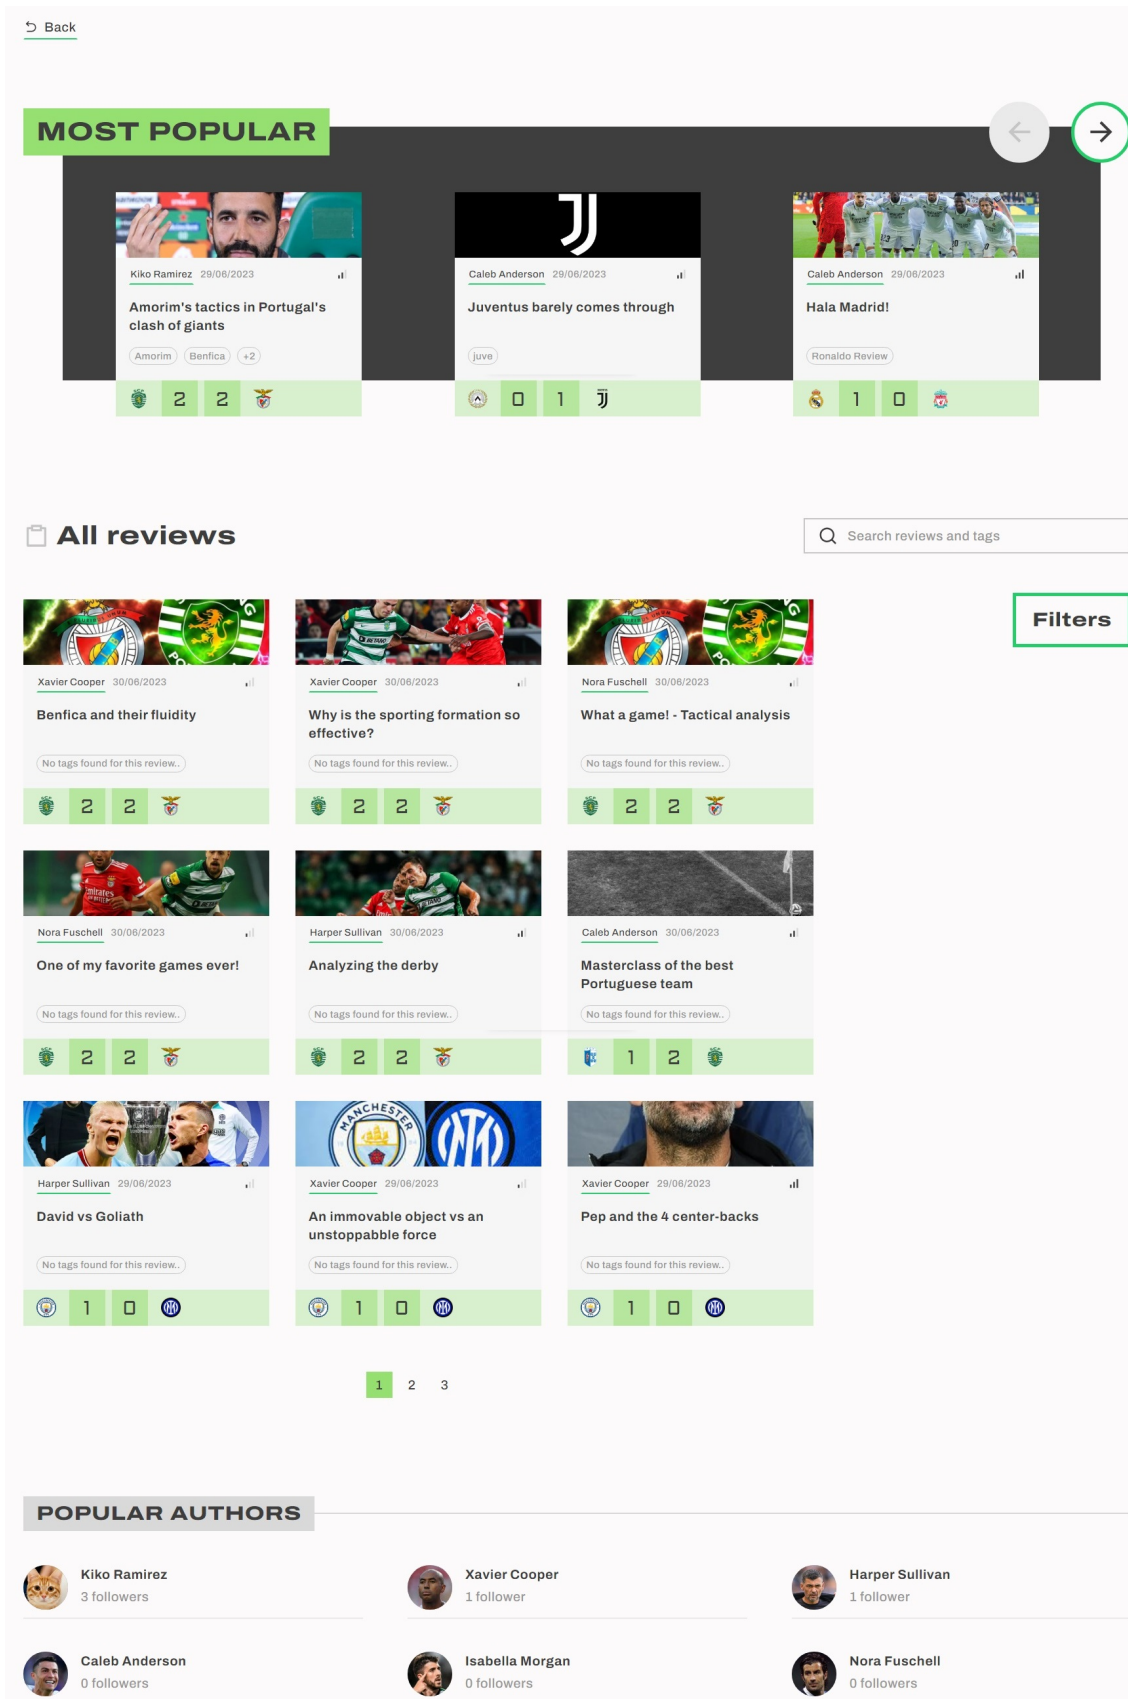 Back
MOST POPULAR
Kiko Ramirez 29/06/2023
Amorim's tactics in Portugal's
clash of giants
Amorim Benfica +2
2 2
Caleb Anderson 29/06/2023
Juventus barely comes through
juve
0 1
Caleb Anderson 29/06/2023
Hala Madrid!
Ronaldo Review
1 0
All reviews
Search reviews and tags
Filters
Xavier Cooper 30/06/2023
Benfica and their fluidity
No tags found for this review..
2 2
Xavier Cooper 30/06/2023
Why is the sporting formation so
effective?
No tags found for this review..
2 2
Nora Fuschell 30/06/2023
What a game! - Tactical analysis
No tags found for this review..
2 2
Nora Fuschell 30/06/2023
One of my favorite games ever!
No tags found for this review..
2 2
Harper Sullivan 30/06/2023
Analyzing the derby
No tags found for this review..
2 2
Caleb Anderson 30/06/2023
Masterclass of the best
Portuguese team
No tags found for this review..
1 2
Harper Sullivan 29/06/2023
David vs Goliath
No tags found for this review..
1 0
MANCHESTER
Xavier Cooper 29/06/2023
An immovable object vs an
unstoppabble force
No tags found for this review..
1 0
Xavier Cooper 29/06/2023
Pep and the 4 center-backs
No tags found for this review..
1 0
1 2 3
POPULAR AUTHORS
Kiko Ramirez
3 followers
Xavier Cooper
1 follower
Harper Sullivan
1 follower
Caleb Anderson
0 followers
Isabella Morgan
0 followers
Nora Fuschell
0 followers